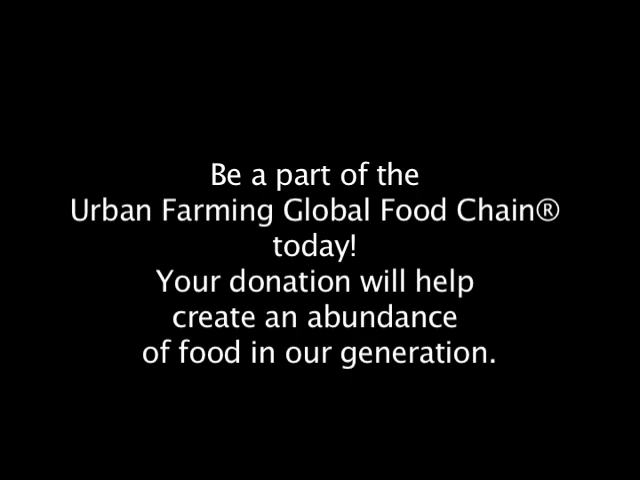 Be a part of the
Urban Farming Global Food Chain®
today!
Your donation will help
create an abundance
of food in our generation.